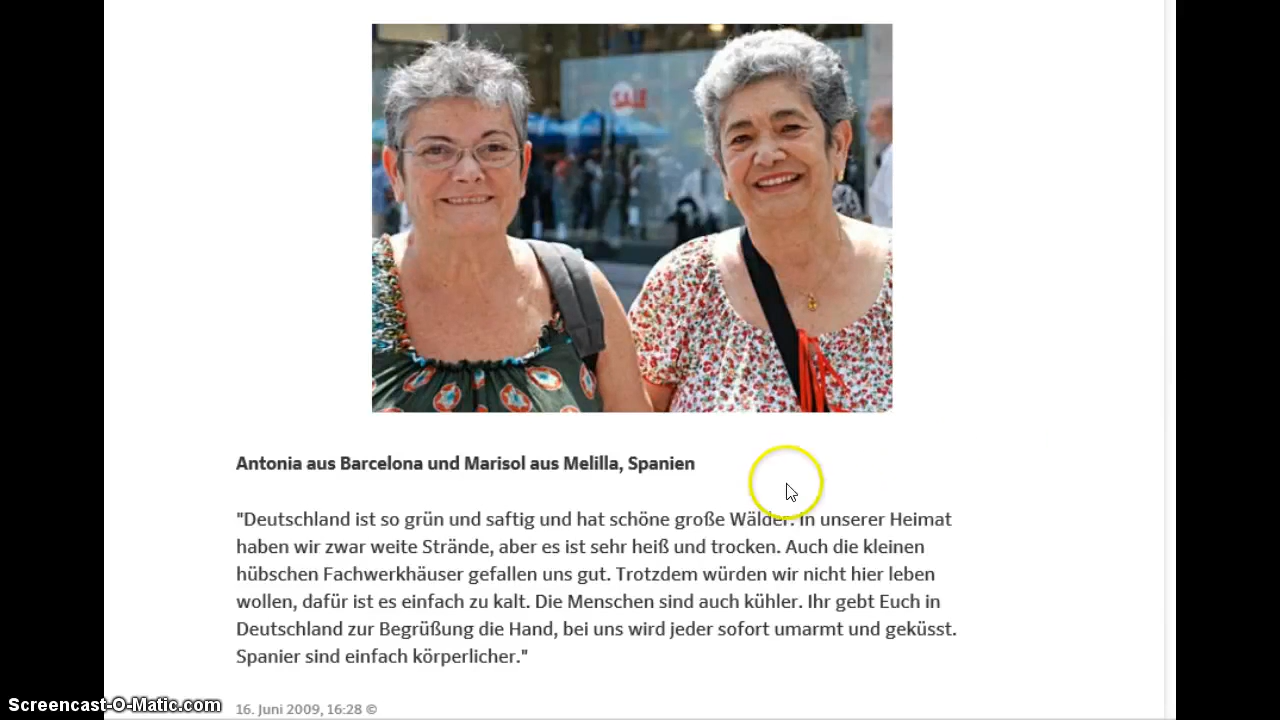 SALE
Antonia aus Barcelona und Marisol aus Melilla, Spanien
"Deutschland ist so grün und saftig und hat schöne große Wälder. In unserer Heimat
haben wir zwar weite Strände, aber es ist sehr heiß und trocken. Auch die kleinen
hübschen Fachwerkhäuser gefallen uns gut. Trotzdem würden wir nicht hier leben
wollen, dafür ist es einfach zu kalt. Die Menschen sind auch kühler. Ihr gebt Euch in
Deutschland zur Begrüßung die Hand, bei uns wird jeder sofort umarmt und geküsst.
Spanier sind einfach körperlicher."
Screencast-O-Matic.com
16. Juni 2009, 16:28 ©